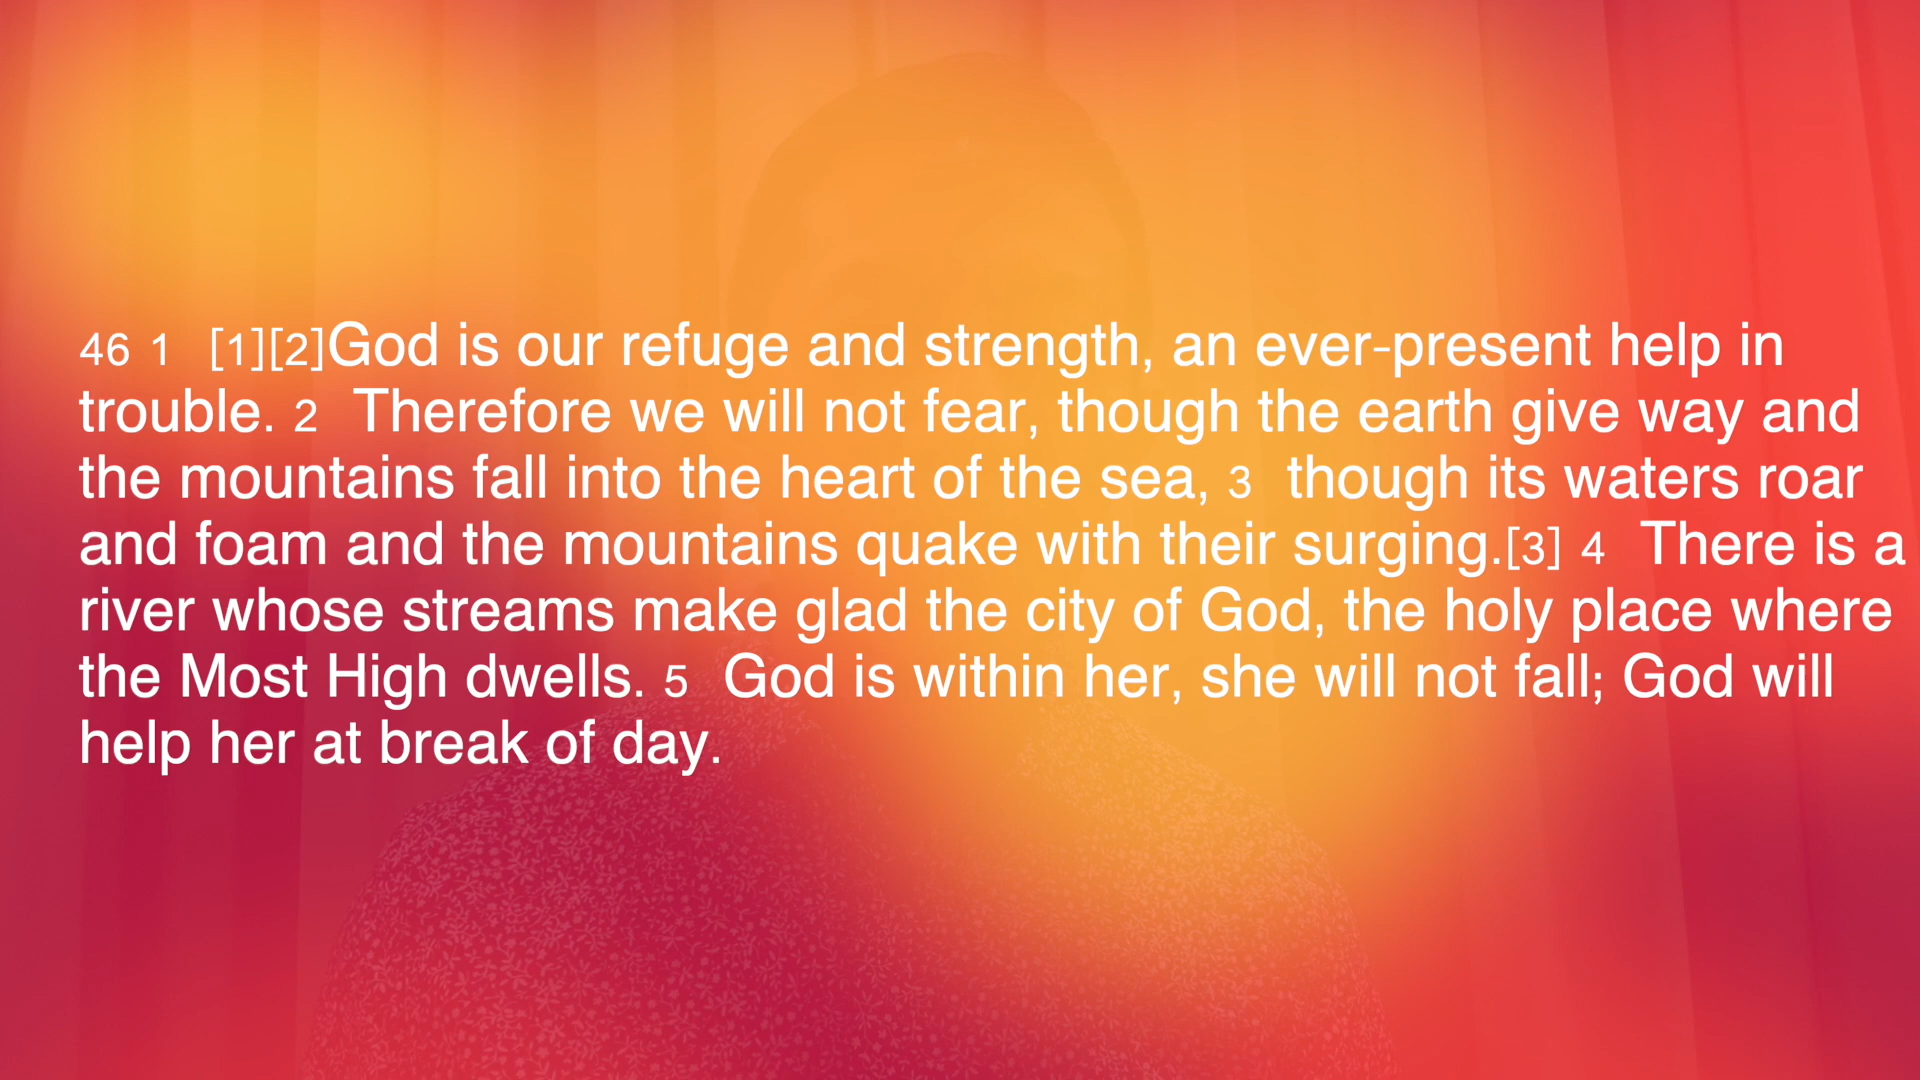 46 1 [1][2]God is our refuge and strength, an ever-present help in
trouble. 2 Therefore we will not fear, though the earth give way and
the mountains fall into the heart of the sea, 3 though its waters roar
and foam and the mountains quake with their surging.[3] 4 There is a
river whose streams make glad the city of God, the holy place where
the Most High dwells. 5 God is within her, she will not fall; God will
help her at break of day.